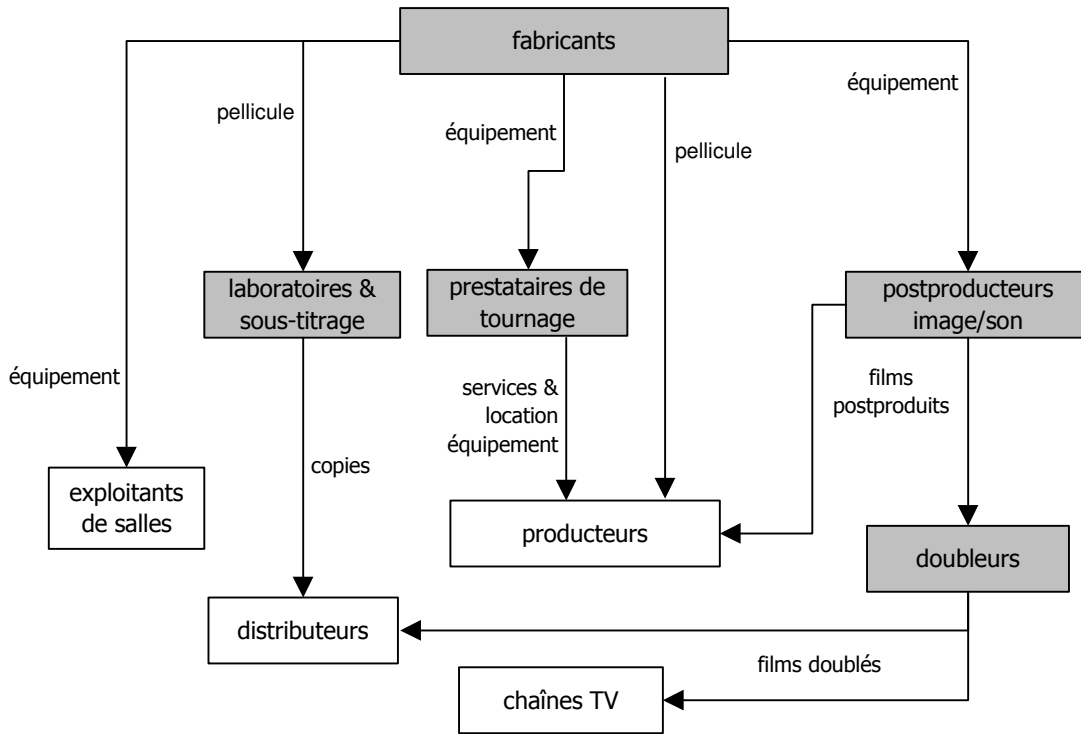 fabricants
équipement
pellicule
équipement
pellicule
laboratoires &
sous-titrage
prestataires de
tournage
postproducteurs
image/son
équipement
services &
location
équipement
films
postproduits
copies
exploitants
de salles
producteurs
doubleurs
distributeurs
films doublés
chaînes TV